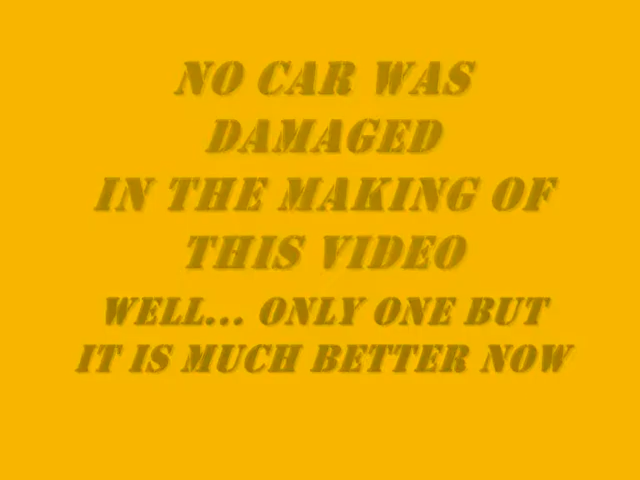 NO CAR WAS
DAMAGED
IN THE MAKING OF
THIS VIDEO
WELL... ONLY ONE BUT
IT IS MUCH BETTER NOW